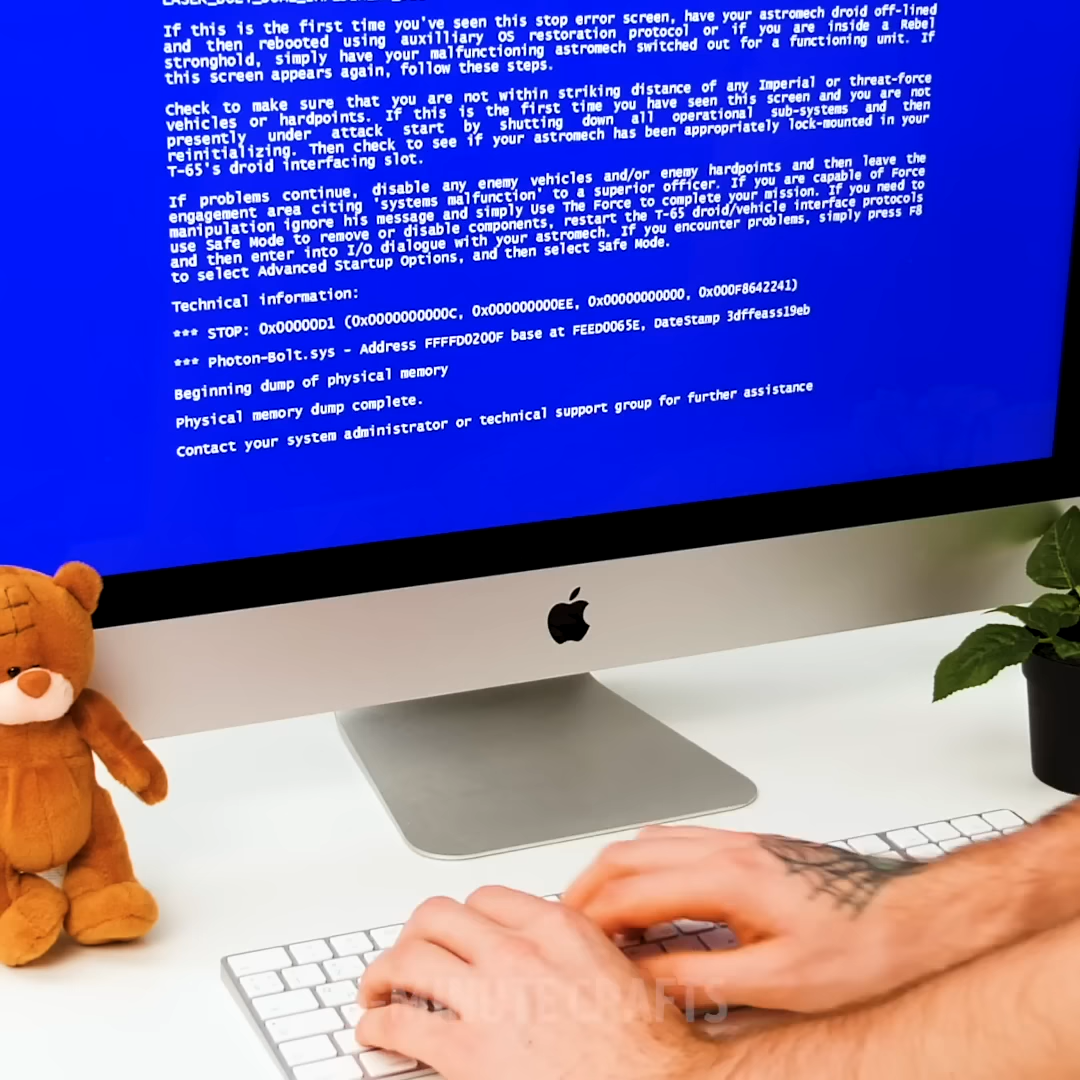 If this is the first time you've seen this stop error screen, have your astromech droid off-lined
and then rebooted using auxilliary OS restoration protocol or if you are inside a Rebel
stronghold, simply have your malfunctioning astromech switched out for a functioning unit. If
this screen appears again, follow these steps.
Check to make sure that you are not within striking distance of any Imperial or threat-force
vehicles or hardpoints. If this is the first time you have seen this screen and you are not
presently under attack start by shutting down all operational sub-systems and then
reinitializing. Then check to see if your astromech has been appropriately lock-mounted in your
T-65's droid interfacing slot.
If problems continue, disable any enemy vehicles and/or enemy hardpoints and then leave the
engagement area citing 'systems malfunction' to a superior officer. If you are capable of Force
manipulation ignore his message and simply Use The Force to complete your mission. If you need to
use Safe Mode to remove or disable components, restart the T-65 droid/vehicle interface protocols
and then enter into I/O dialogue with your astromech. If you encounter problems, simply press F8
to select Advanced Startup Options, and then select Safe Mode.
Technical information:
*** STOP: 0x00000D1 (0x0000000000C, 0x000000000EE, 0x00000000000, 0x000F8642241)
*** Photon-Bolt.sys - Address FFFFD0200F base at FEED0065E, DateStamp 3dffeass19eb
Beginning dump of physical memory
Physical memory dump complete.
Contact your system administrator or technical support group for further assistance
MINUTE CRAFTS